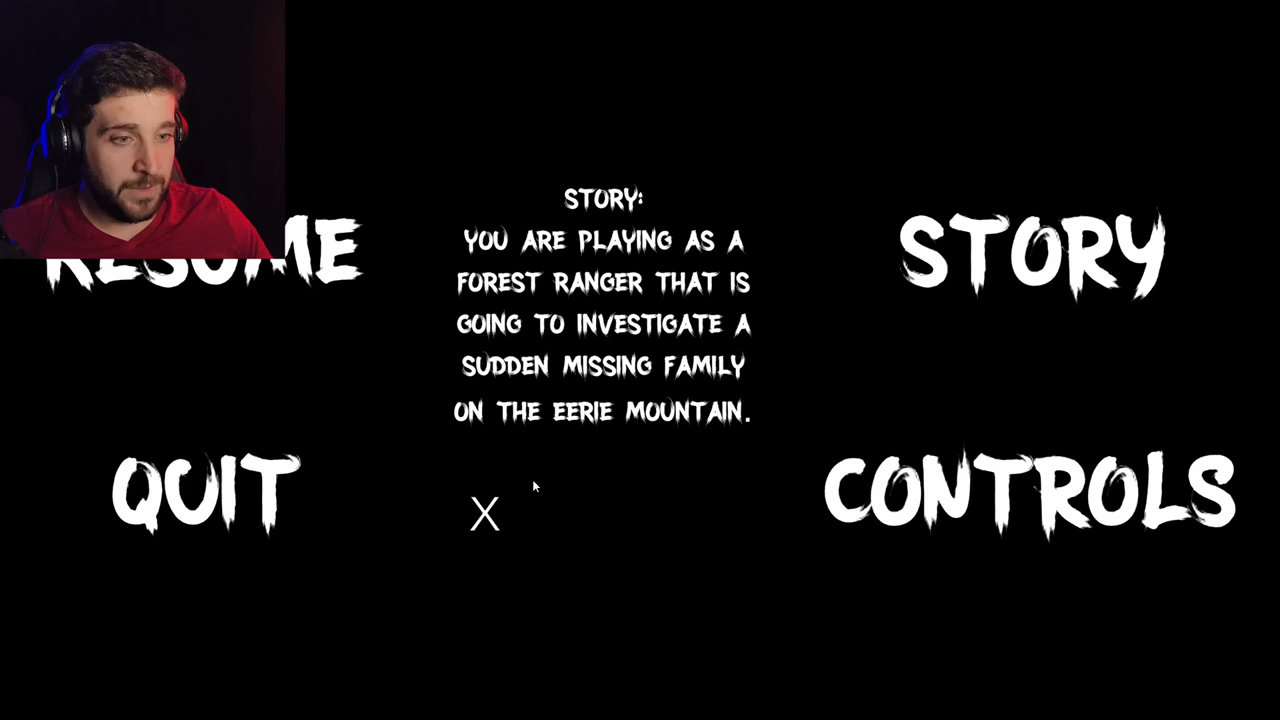 RESUME
STORY:
YOU ARE PLAYING AS A
FOREST RANGER THAT IS
GOING TO INVESTIGATE A
SUDDEN MISSING FAMILY
ON THE EERIE MOUNTAIN.
STORY
QUIT
X
CONTROLS